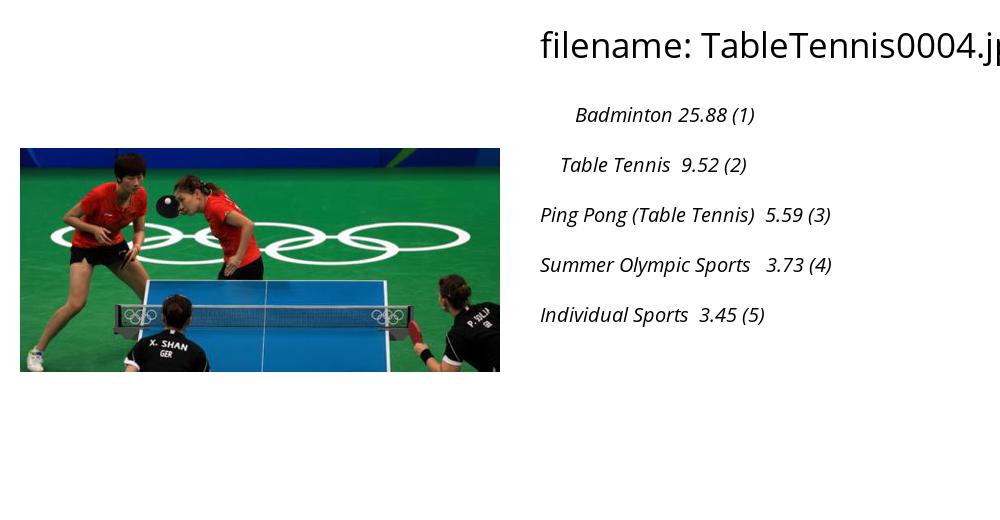 filename: TableTennis0004.jp
Badminton 25.88 (1)
Table Tennis 9.52 (2)
Ping Pong (Table Tennis) 5.59 (3)
Summer Olympic Sports 3.73 (4)
Individual Sports 3.45 (5)
X. SHAN
GER